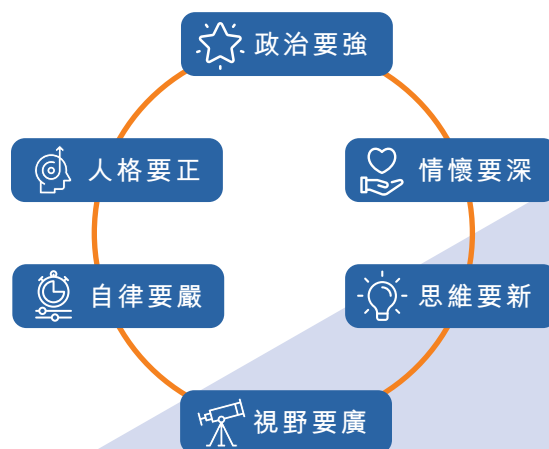 政治要強
情懷要深
思維要新
視野要廣
自律要嚴
人格要正